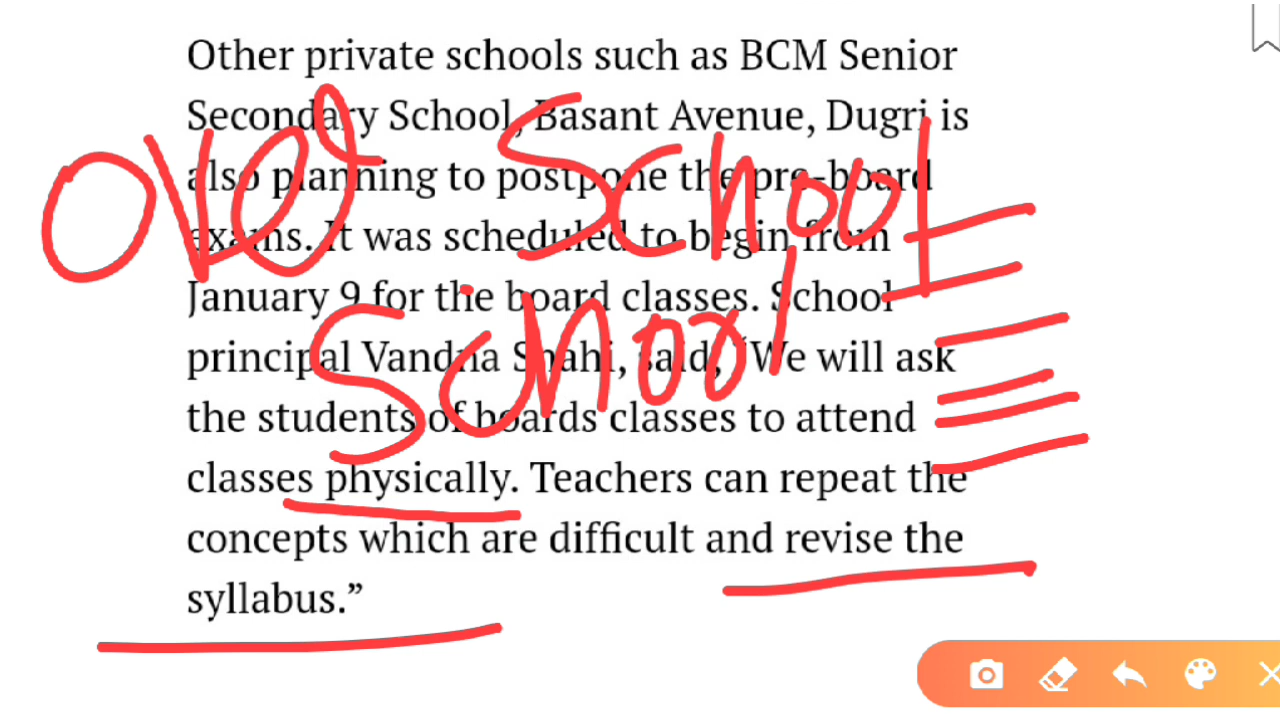 Other private schools such as BCM Senior
Secondary School, Basant Avenue, Dugri is
also planning to postpone the pre-board
exams. It was scheduled to begin from
January 9 for the board classes. School
principal Vandna Shahi, said, “We will ask
the students of boards classes to attend
classes physically. Teachers can repeat the
concepts which are difficult and revise the
syllabus.”
over School
School